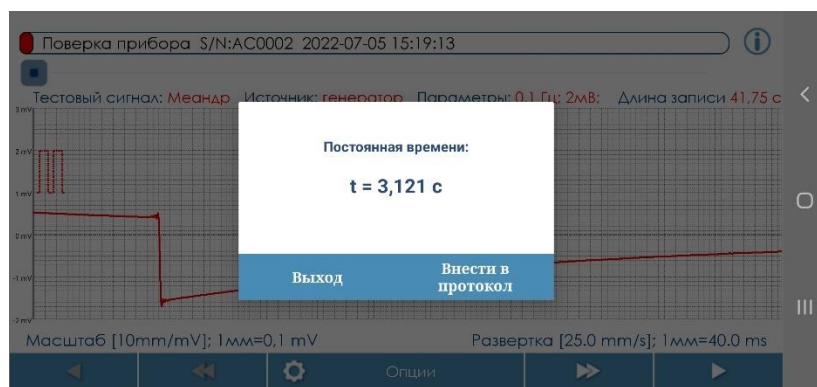 Поверка прибора S/N:AC0002 2022-07-05 15:19:13
Тестовый сигнал: Меандр Источник: генератор Параметры: 0.1 Гц; 2мВ; Длина записи 41,75 с
3 mV
2 mV
1 mV
0 mV
-1 mV
-2 mV
Постоянная времени:
t = 3,121 с
Выход
Внести в
протокол
Масштаб [10mm/mV]; 1мм=0,1 mV
Развертка [25.0 mm/s]; 1мм=40.0 ms
Опции